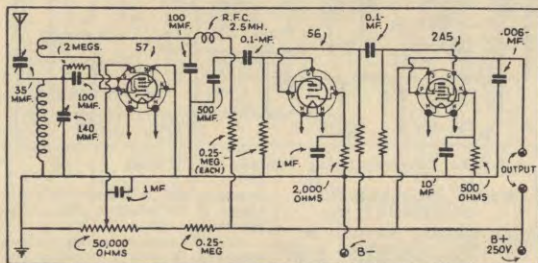 35 MMF.
2 MEGS.
100 MMF.
140 MMF.
57
100 MMF.
R.F.C. 2.5 MH.
0.1-MF.
500 MMF.
0.25-MEG. (EACH)
56
1 MF.
2,000 OHMS
0.1-MF.
2A5
10 MF.
500 OHMS
.006-MF.
OUTPUT
1 MF.
50,000 OHMS
0.25-MEG
B-
B+ 250V.